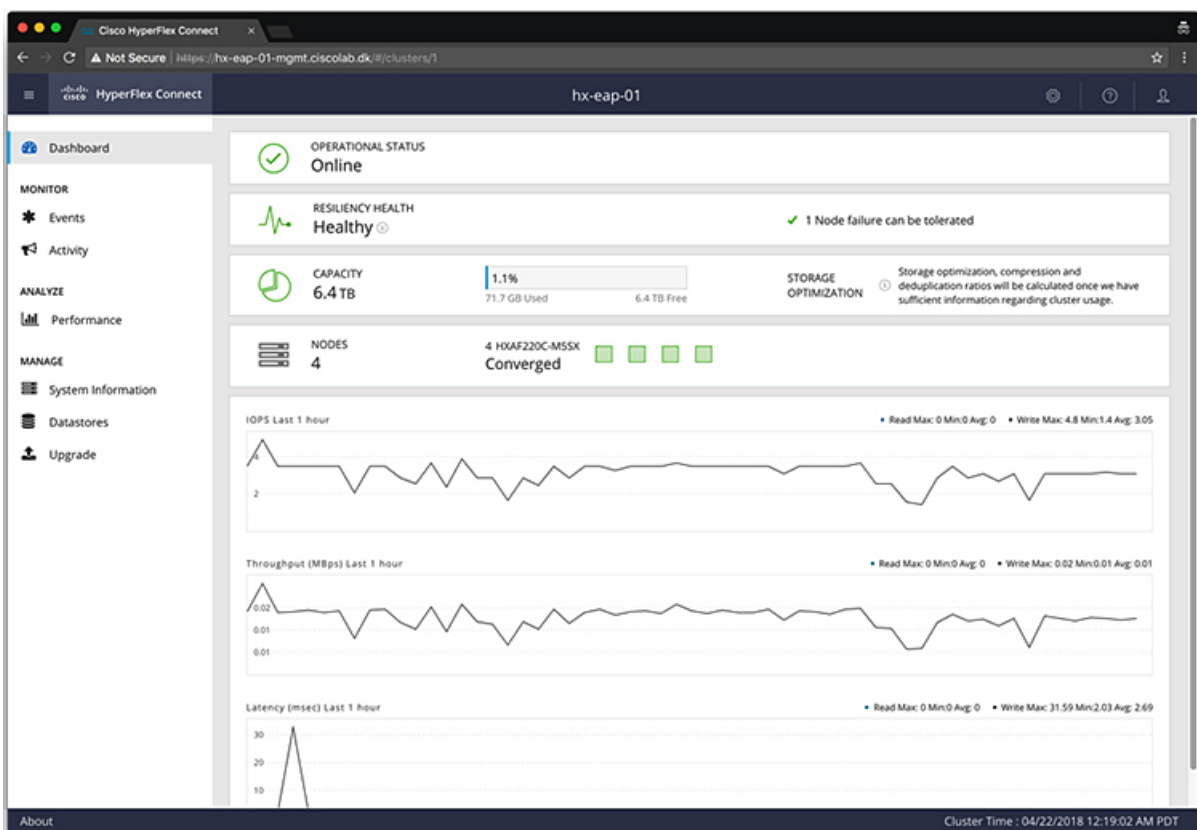 Cisco HyperFlex Connect
Not Secure https://hx-eap-01-mgmt.ciscolab.dk/#/clusters/1
cisco HyperFlex Connect
hx-eap-01
Dashboard
MONITOR
Events
Activity
ANALYZE
Performance
MANAGE
System Information
Datastores
Upgrade
OPERATIONAL STATUS
Online
RESILIENCY HEALTH
Healthy
1 Node failure can be tolerated
CAPACITY
6.4 TB
1.1%
71.7 GB Used 6.4 TB Free
STORAGE
OPTIMIZATION
Storage optimization, compression and
deduplication ratios will be calculated once we have
sufficient information regarding cluster usage.
NODES
4
4 HXAF220C-M5SX
Converged
IOPS Last 1 hour
Read Max: 0 Min:0 Avg: 0 Write Max: 4.8 Min:1.4 Avg: 3.05
4
2
Throughput (MBps) Last 1 hour
Read Max: 0 Min:0 Avg: 0 Write Max: 0.02 Min:0.01 Avg: 0.01
0.02
0.01
0.01
Latency (msec) Last 1 hour
Read Max: 0 Min:0 Avg: 0 Write Max: 31.59 Min:2.03 Avg: 2.69
30
20
10
About
Cluster Time : 04/22/2018 12:19:02 AM PDT